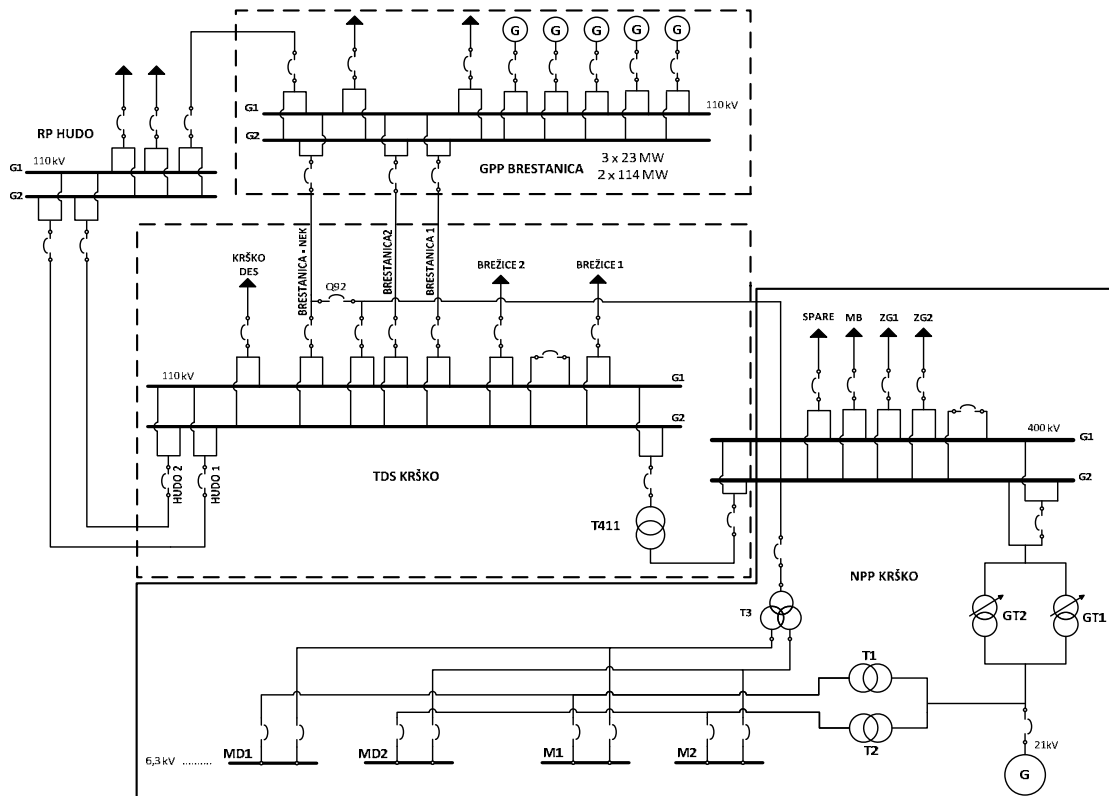 G
G
G
G
G
G1
110 kV
G2
GPP BRESTANICA
3 x 23 MW
2 x 114 MW
RP HUDO
G1
110 kV
G2
KRŠKO
DES
BRESTANICA - NEK
BRESTANICA2
BRESTANICA 1
BREŽICE 2
BREŽICE 1
Q92
110 kV
G1
G2
HUDO 2
HUDO 1
TDS KRŠKO
T411
SPARE
MB
ZG1
ZG2
400 kV
G1
G2
NPP KRŠKO
T3
GT2
GT1
T1
T2
6,3 kV ..........
MD1
MD2
M1
M2
21kV
G